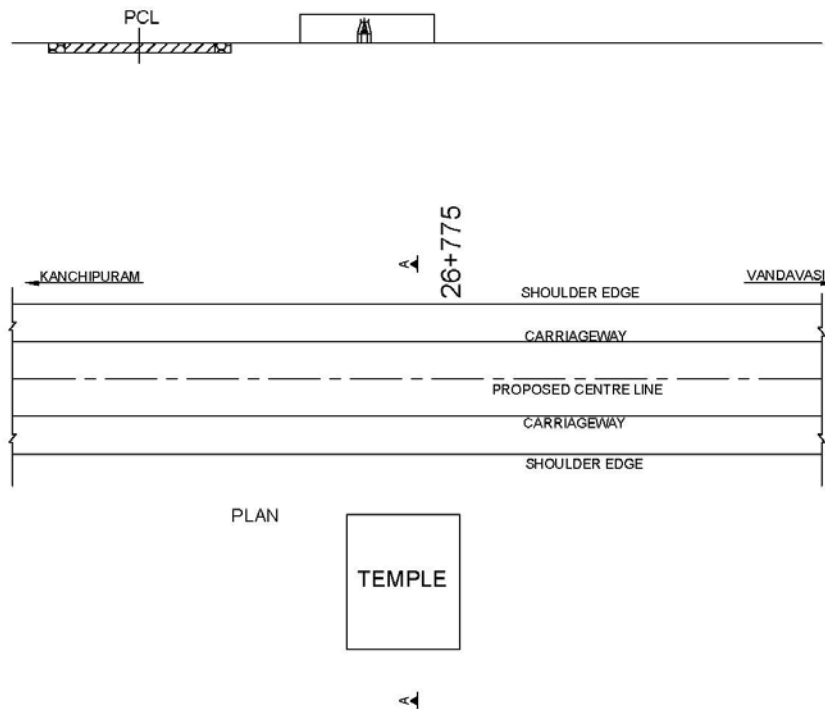 PCL
A
26+775
KANCHIPURAM
VANDAVASI
SHOULDER EDGE
CARRIAGEWAY
PROPOSED CENTRE LINE
CARRIAGEWAY
SHOULDER EDGE
PLAN
TEMPLE
A